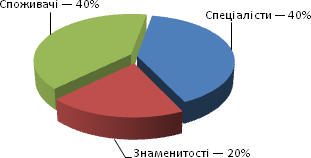 Споживачі — 40%
Спеціалісти — 40%
Знаменитості — 20%